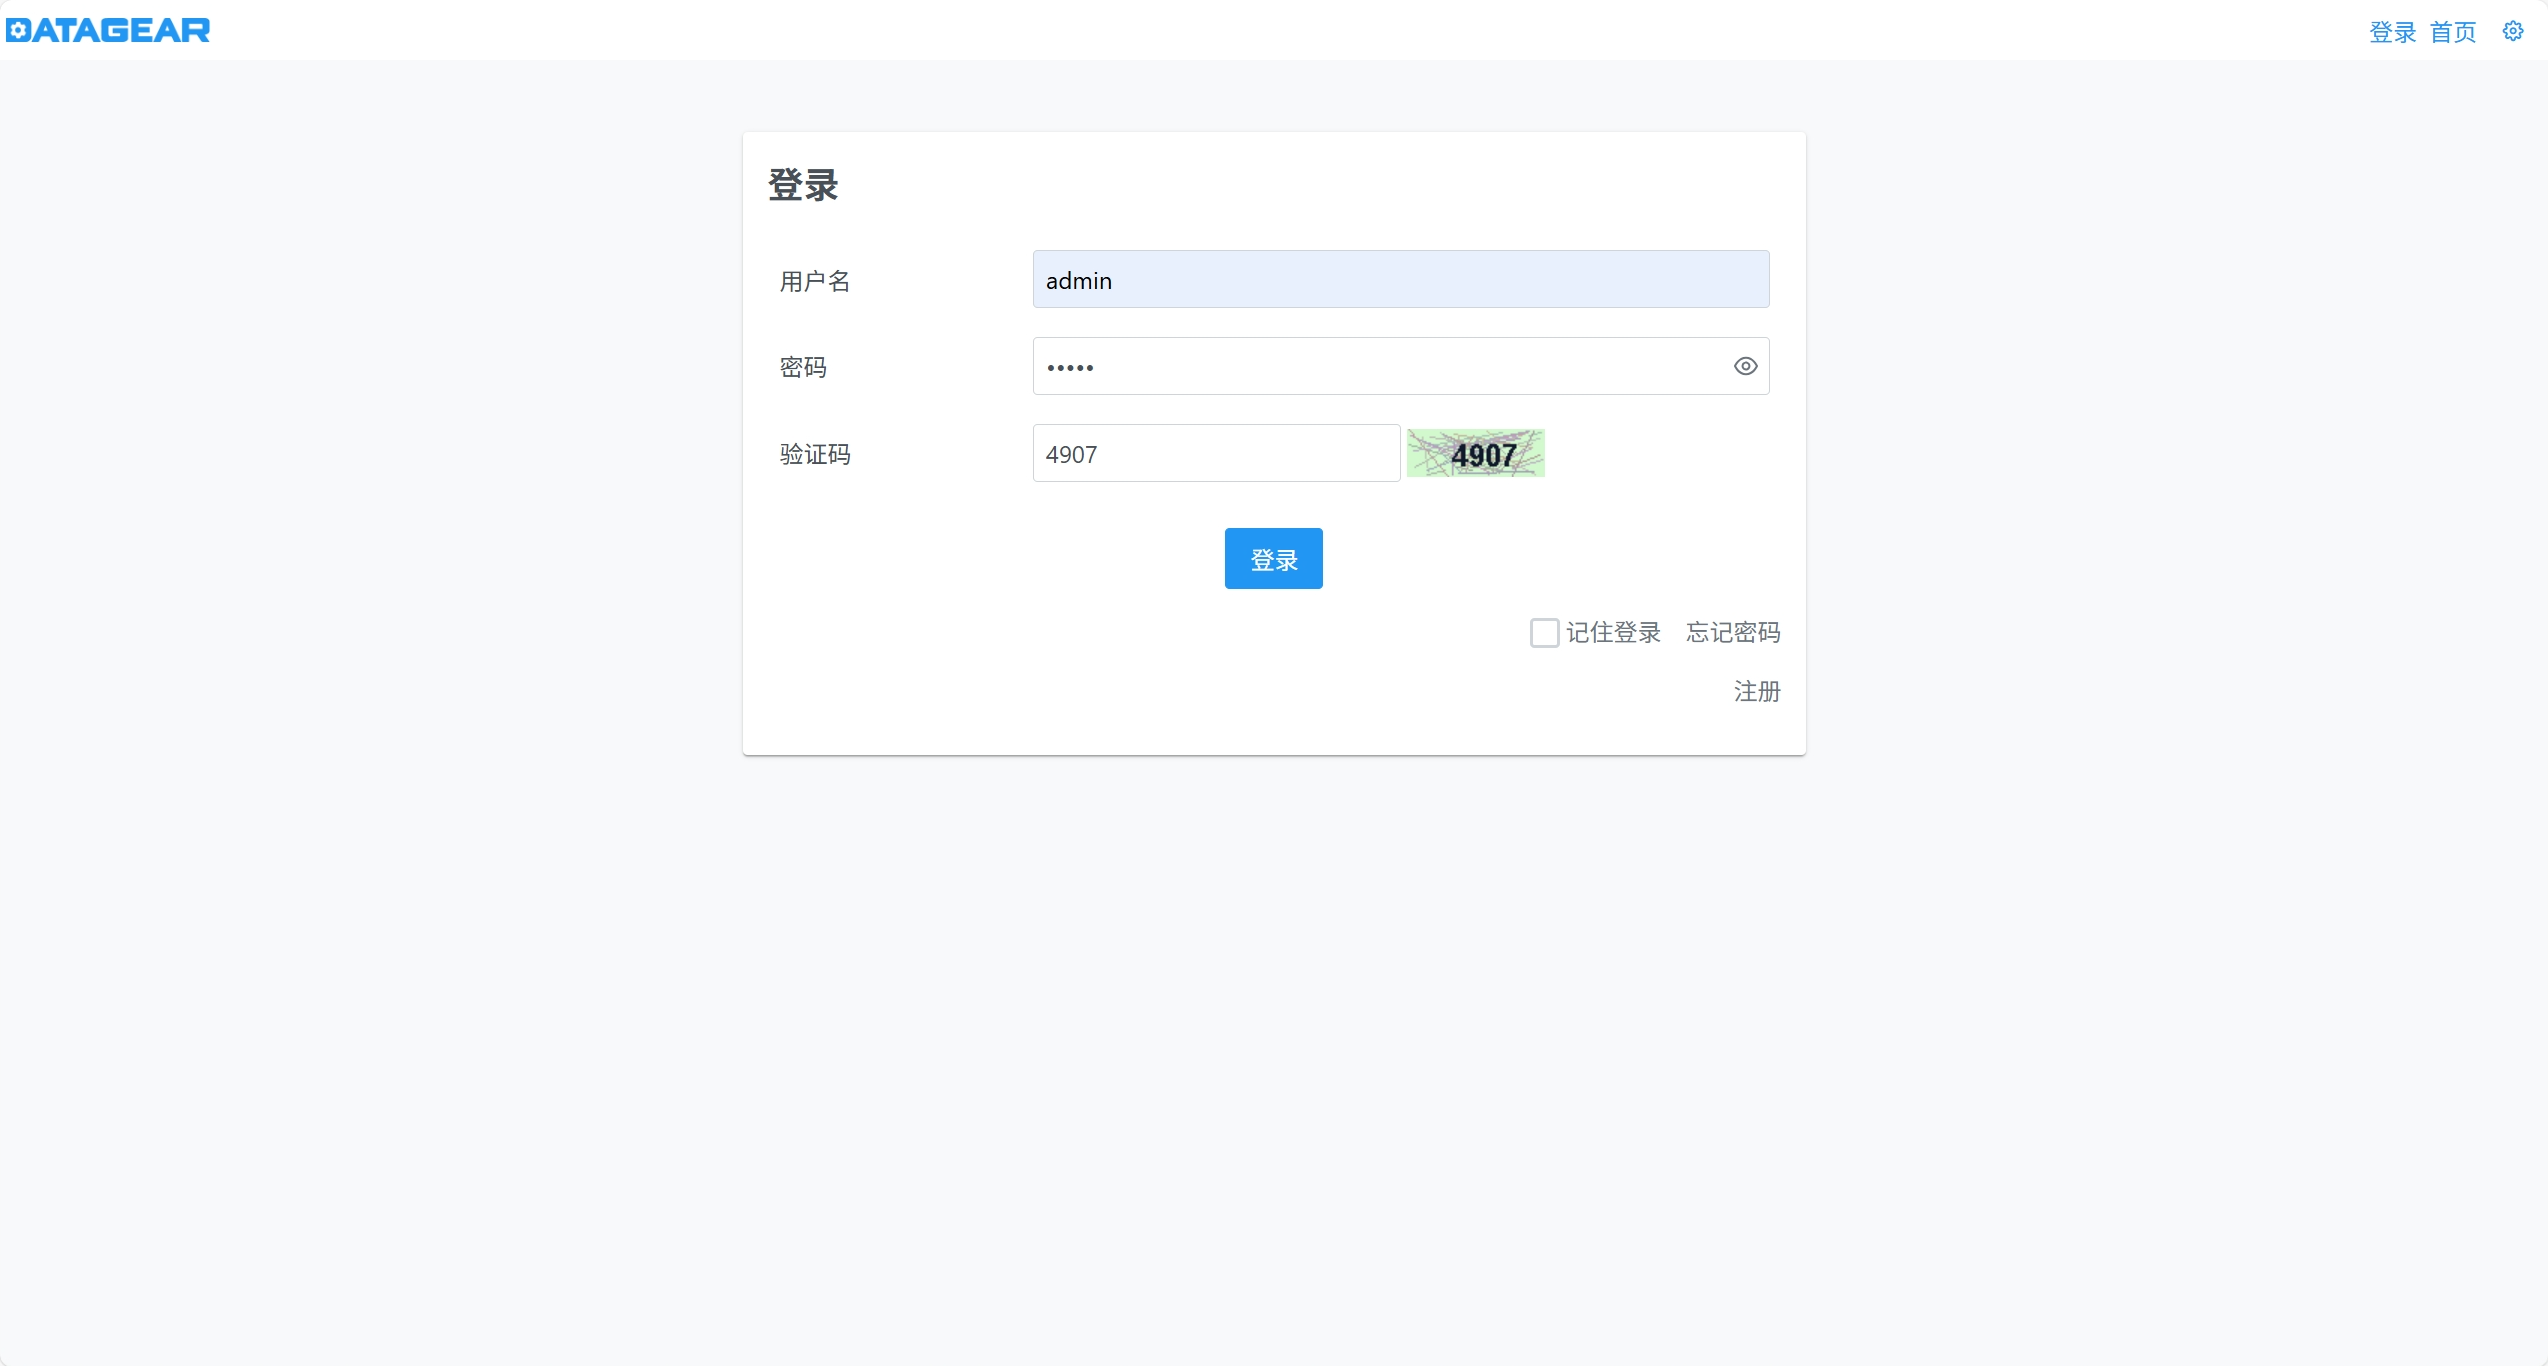 DATAGEAR
登录 首页
登录
用户名 admin
密码 •••••
验证码 4907 4907
登录
记住登录 忘记密码
注册